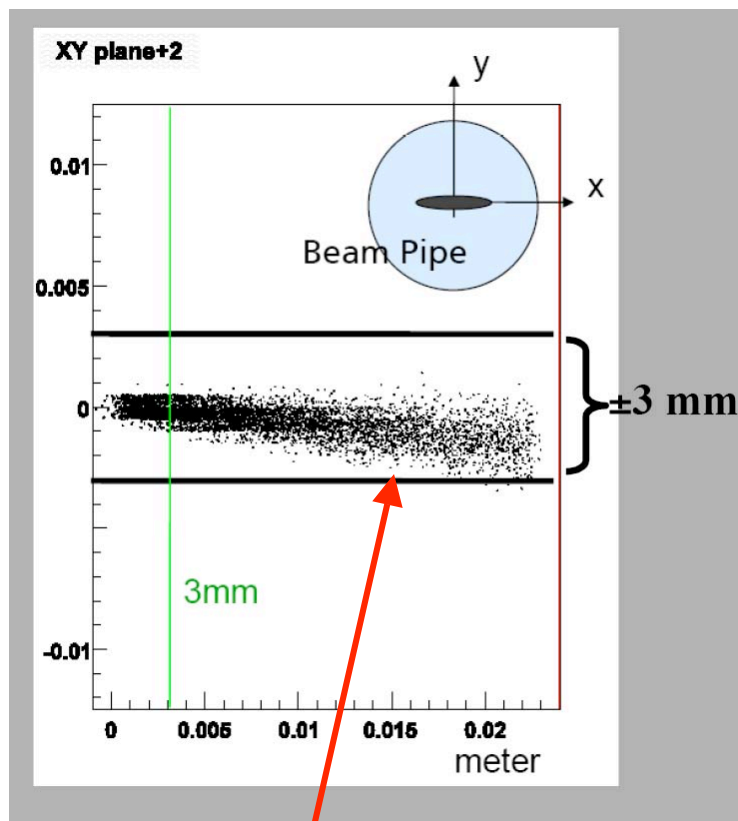 XY plane+2
y
x
Beam Pipe
0.01
0.005
0
-0.01
±3 mm
3mm
0
0.005
0.01
0.015
0.02
meter